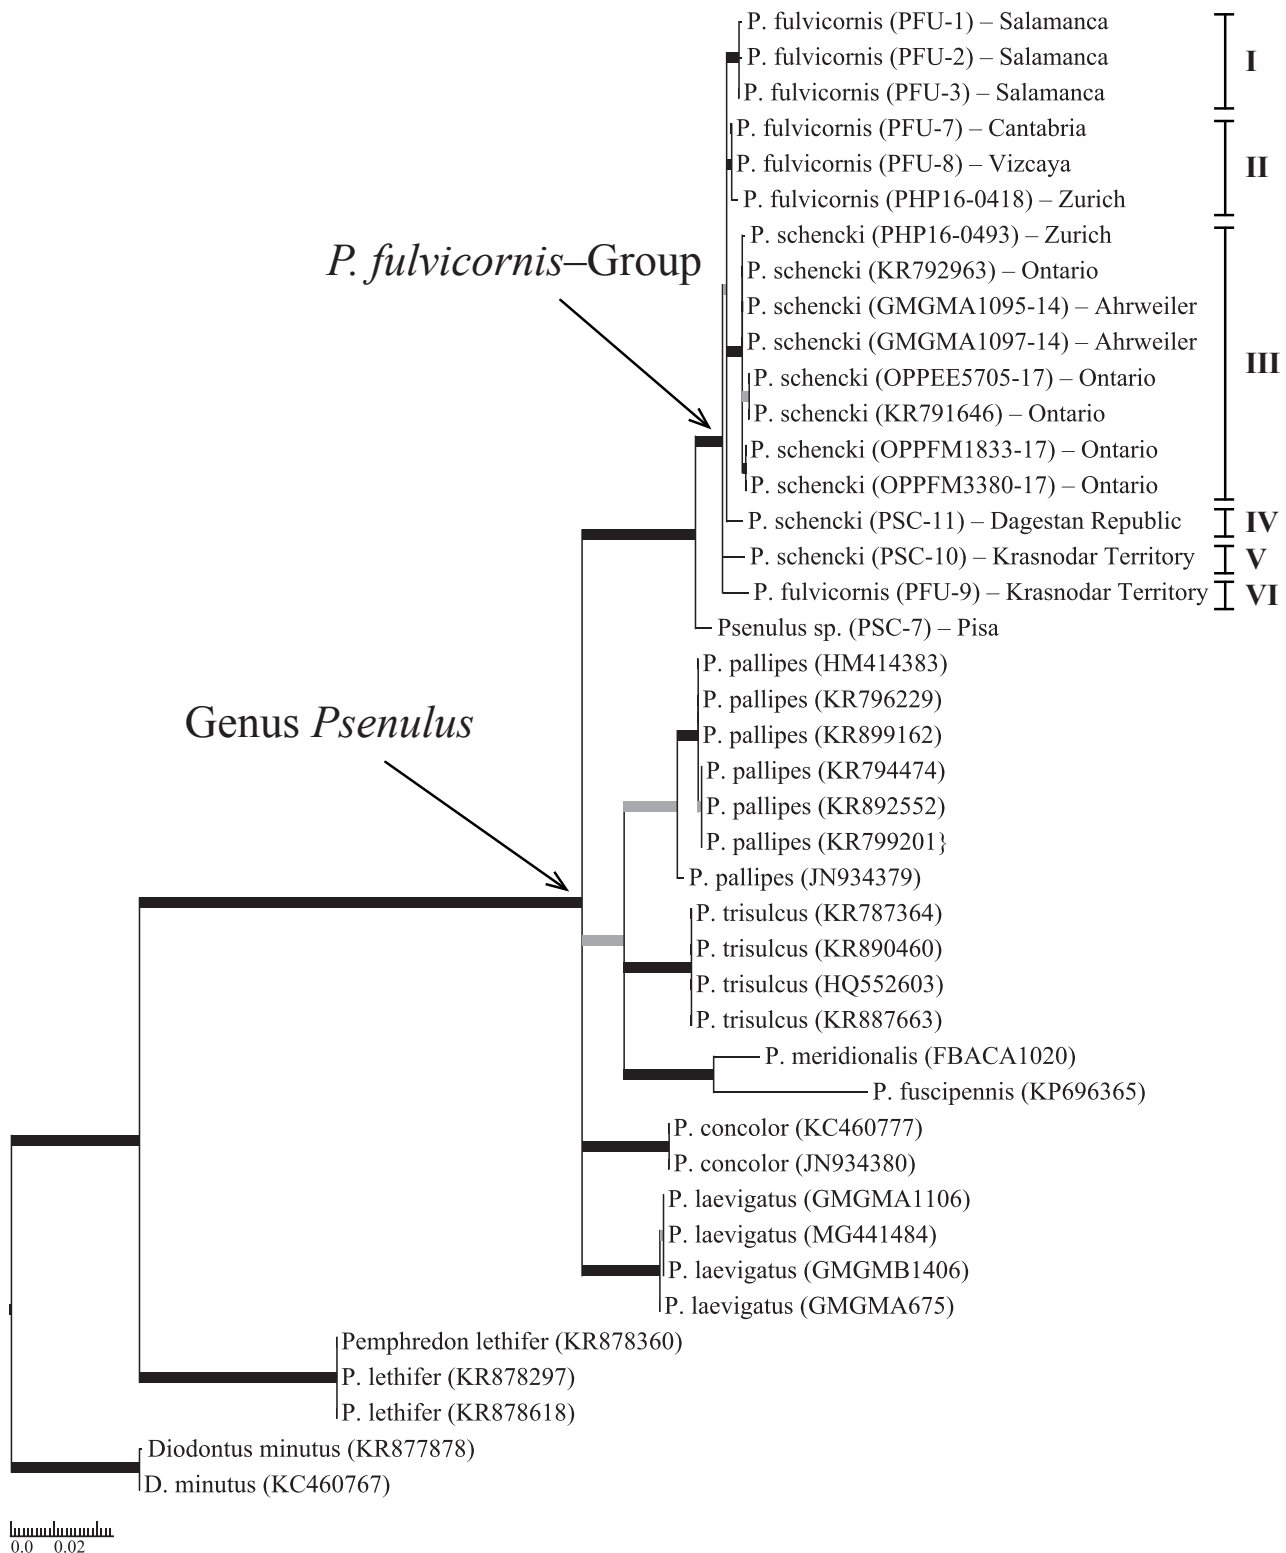 P. fulvicornis (PFU-1) – Salamanca
P. fulvicornis (PFU-2) – Salamanca
I
P. fulvicornis (PFU-3) – Salamanca
P. fulvicornis (PFU-7) – Cantabria
P. fulvicornis (PFU-8) – Vizcaya
II
P. fulvicornis (PHP16-0418) – Zurich
P. schencki (PHP16-0493) – Zurich
P. fulvicornis–Group
P. schencki (KR792963) – Ontario
P. schencki (GMGMA1095-14) – Ahrweiler
P. schencki (GMGMA1097-14) – Ahrweiler
III
P. schencki (OPPEE5705-17) – Ontario
P. schencki (KR791646) – Ontario
P. schencki (OPPFM1833-17) – Ontario
P. schencki (OPPFM3380-17) – Ontario
P. schencki (PSC-11) – Dagestan Republic
IV
P. schencki (PSC-10) – Krasnodar Territory
V
P. fulvicornis (PFU-9) – Krasnodar Territory
VI
Psenulus sp. (PSC-7) – Pisa
P. pallipes (HM414383)
P. pallipes (KR796229)
Genus Psenulus
P. pallipes (KR899162)
P. pallipes (KR794474)
P. pallipes (KR892552)
P. pallipes (KR799201}
P. pallipes (JN934379)
P. trisulcus (KR787364)
P. trisulcus (KR890460)
P. trisulcus (HQ552603)
P. trisulcus (KR887663)
P. meridionalis (FBACA1020)
P. fuscipennis (KP696365)
P. concolor (KC460777)
P. concolor (JN934380)
P. laevigatus (GMGMA1106)
P. laevigatus (MG441484)
P. laevigatus (GMGMB1406)
P. laevigatus (GMGMA675)
Pemphredon lethifer (KR878360)
P. lethifer (KR878297)
P. lethifer (KR878618)
Diodontus minutus (KR877878)
D. minutus (KC460767)
0.0 0.02